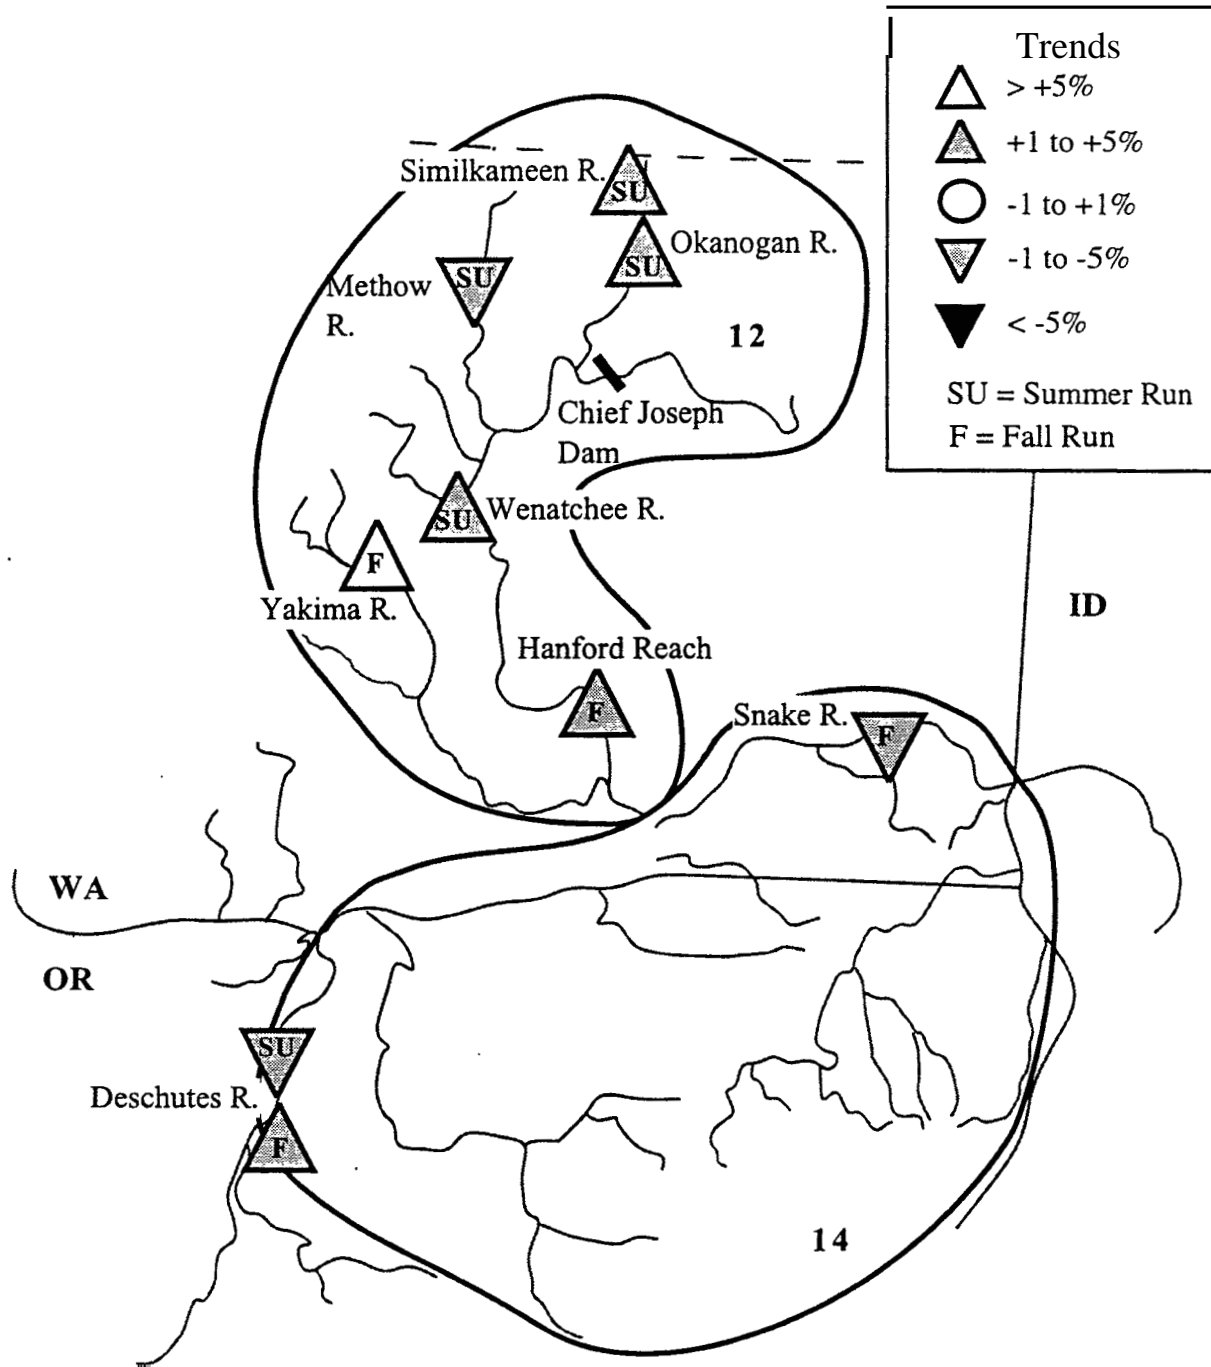 Trends
> +5%
+1 to +5%
-1 to +1%
-1 to -5%
< -5%
SU = Summer Run
F = Fall Run
Similkameen R.
SU
Okanogan R.
SU
Methow
R.
SU
12
Chief Joseph
Dam
SU
Wenatchee R.
F
Yakima R.
ID
Hanford Reach
F
Snake R.
F
WA
OR
SU
Deschutes R.
F
14